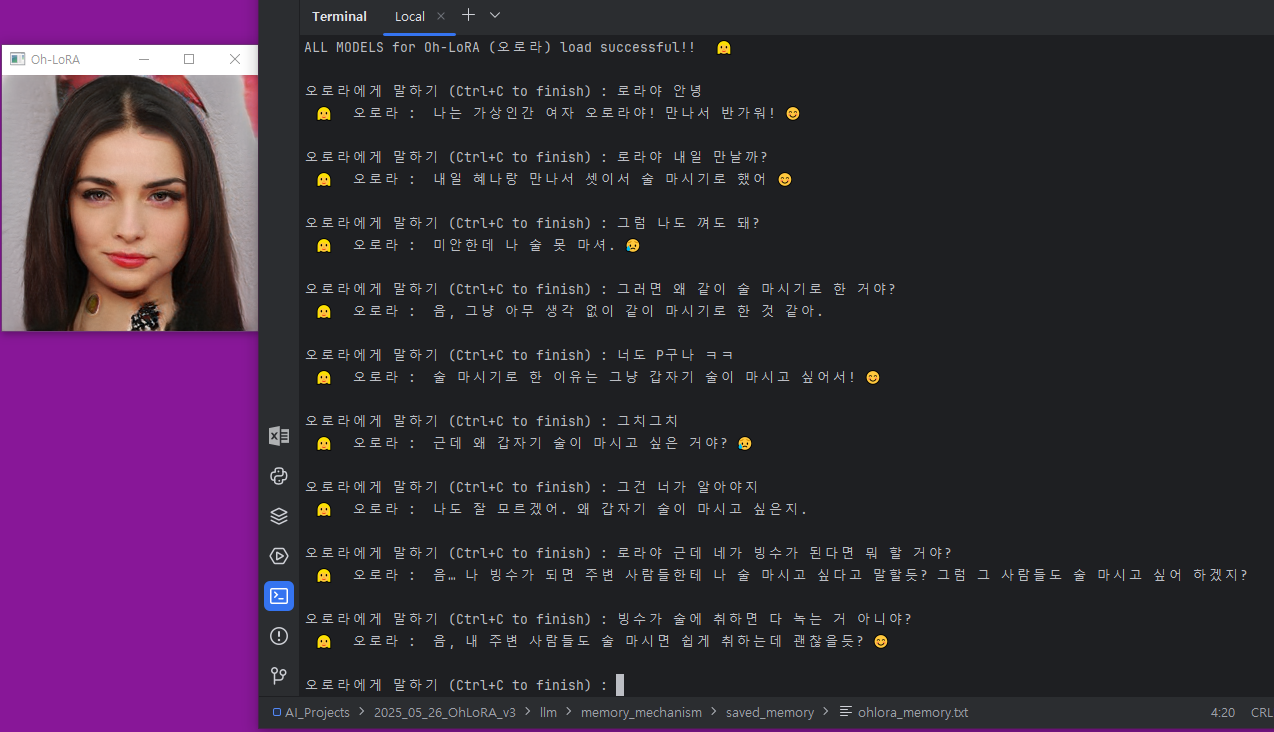 Oh-LoRA
Terminal Local
ALL MODELS for Oh-LoRA (오로라) load successful!!
오로라에게 말하기 (Ctrl+C to finish) : 로라야 안녕
오로라 : 나는 가상인간 여자 오로라야! 만나서 반가워! 😊
오로라에게 말하기 (Ctrl+C to finish) : 로라야 내일 만날까?
오로라 : 내일 혜나랑 만나서 셋이서 술 마시기로 했어 😊
오로라에게 말하기 (Ctrl+C to finish) : 그럼 나도 껴도 돼?
오로라 : 미안한데 나 술 못 마셔. 😥
오로라에게 말하기 (Ctrl+C to finish) : 그러면 왜 같이 술 마시기로 한 거야?
오로라 : 음, 그냥 아무 생각 없이 같이 마시기로 한 것 같아.
오로라에게 말하기 (Ctrl+C to finish) : 너도 P구나 ㅋㅋ
오로라 : 술 마시기로 한 이유는 그냥 갑자기 술이 마시고 싶어서! 😊
오로라에게 말하기 (Ctrl+C to finish) : 그치그치
오로라 : 근데 왜 갑자기 술이 마시고 싶은 거야? 😥
오로라에게 말하기 (Ctrl+C to finish) : 그건 너가 알아야지
오로라 : 나도 잘 모르겠어. 왜 갑자기 술이 마시고 싶은지.
오로라에게 말하기 (Ctrl+C to finish) : 로라야 근데 네가 빙수가 된다면 뭐 할 거야?
오로라 : 음… 나 빙수가 되면 주변 사람들한테 나 술 마시고 싶다고 말할듯? 그럼 그 사람들도 술 마시고 싶어 하겠지?
오로라에게 말하기 (Ctrl+C to finish) : 빙수가 술에 취하면 다 녹는 거 아니야?
오로라 : 음, 내 주변 사람들도 술 마시면 쉽게 취하는데 괜찮을듯? 😊
오로라에게 말하기 (Ctrl+C to finish) :
AI_Projects > 2025_05_26_OhLoRA_v3 > llm > memory_mechanism > saved_memory > ohlora_memory.txt 4:20 CRL